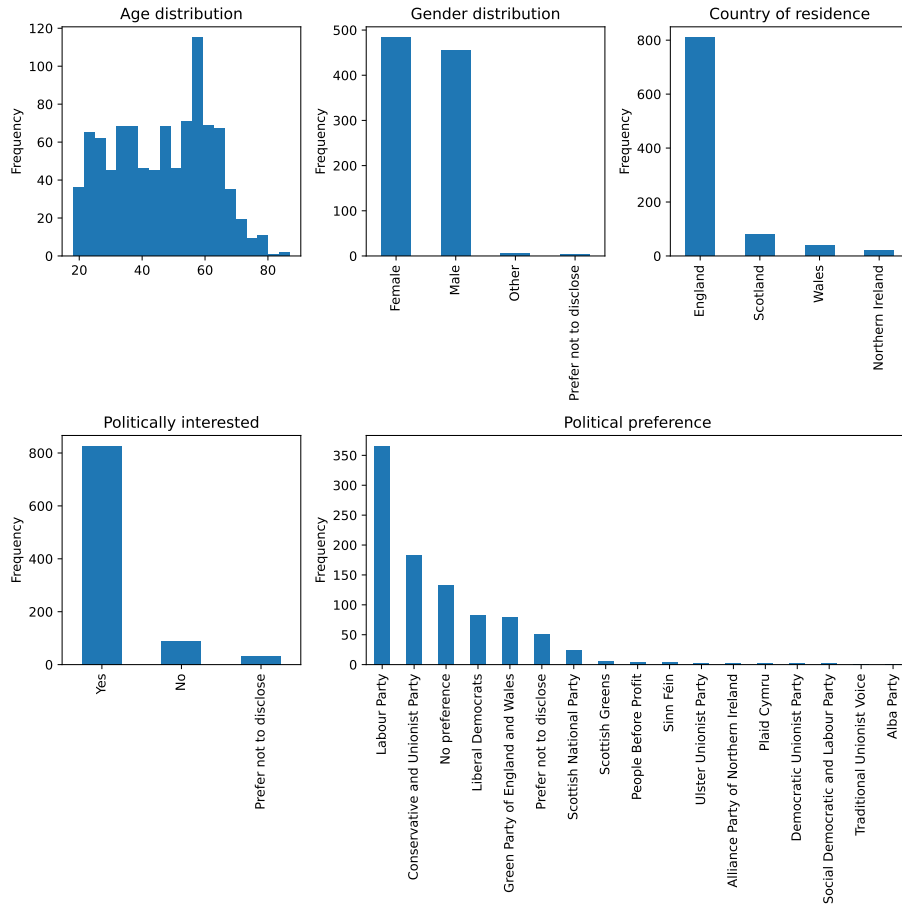 Age distribution
Frequency
120
100
80
60
40
20
0
20 40 60 80
Gender distribution
Frequency
500
400
300
200
100
0
Female
Male
Other
Prefer not to disclose
Country of residence
Frequency
800
600
400
200
0
England
Scotland
Wales
Northern Ireland
Politically interested
Frequency
800
600
400
200
0
Yes
No
Prefer not to disclose
Political preference
Frequency
350
300
250
200
150
100
50
0
Labour Party
Conservative and Unionist Party
No preference
Liberal Democrats
Green Party of England and Wales
Prefer not to disclose
Scottish National Party
Scottish Greens
People Before Profit
Sinn Féin
Ulster Unionist Party
Alliance Party of Northern Ireland
Plaid Cymru
Democratic Unionist Party
Social Democratic and Labour Party
Traditional Unionist Voice
Alba Party